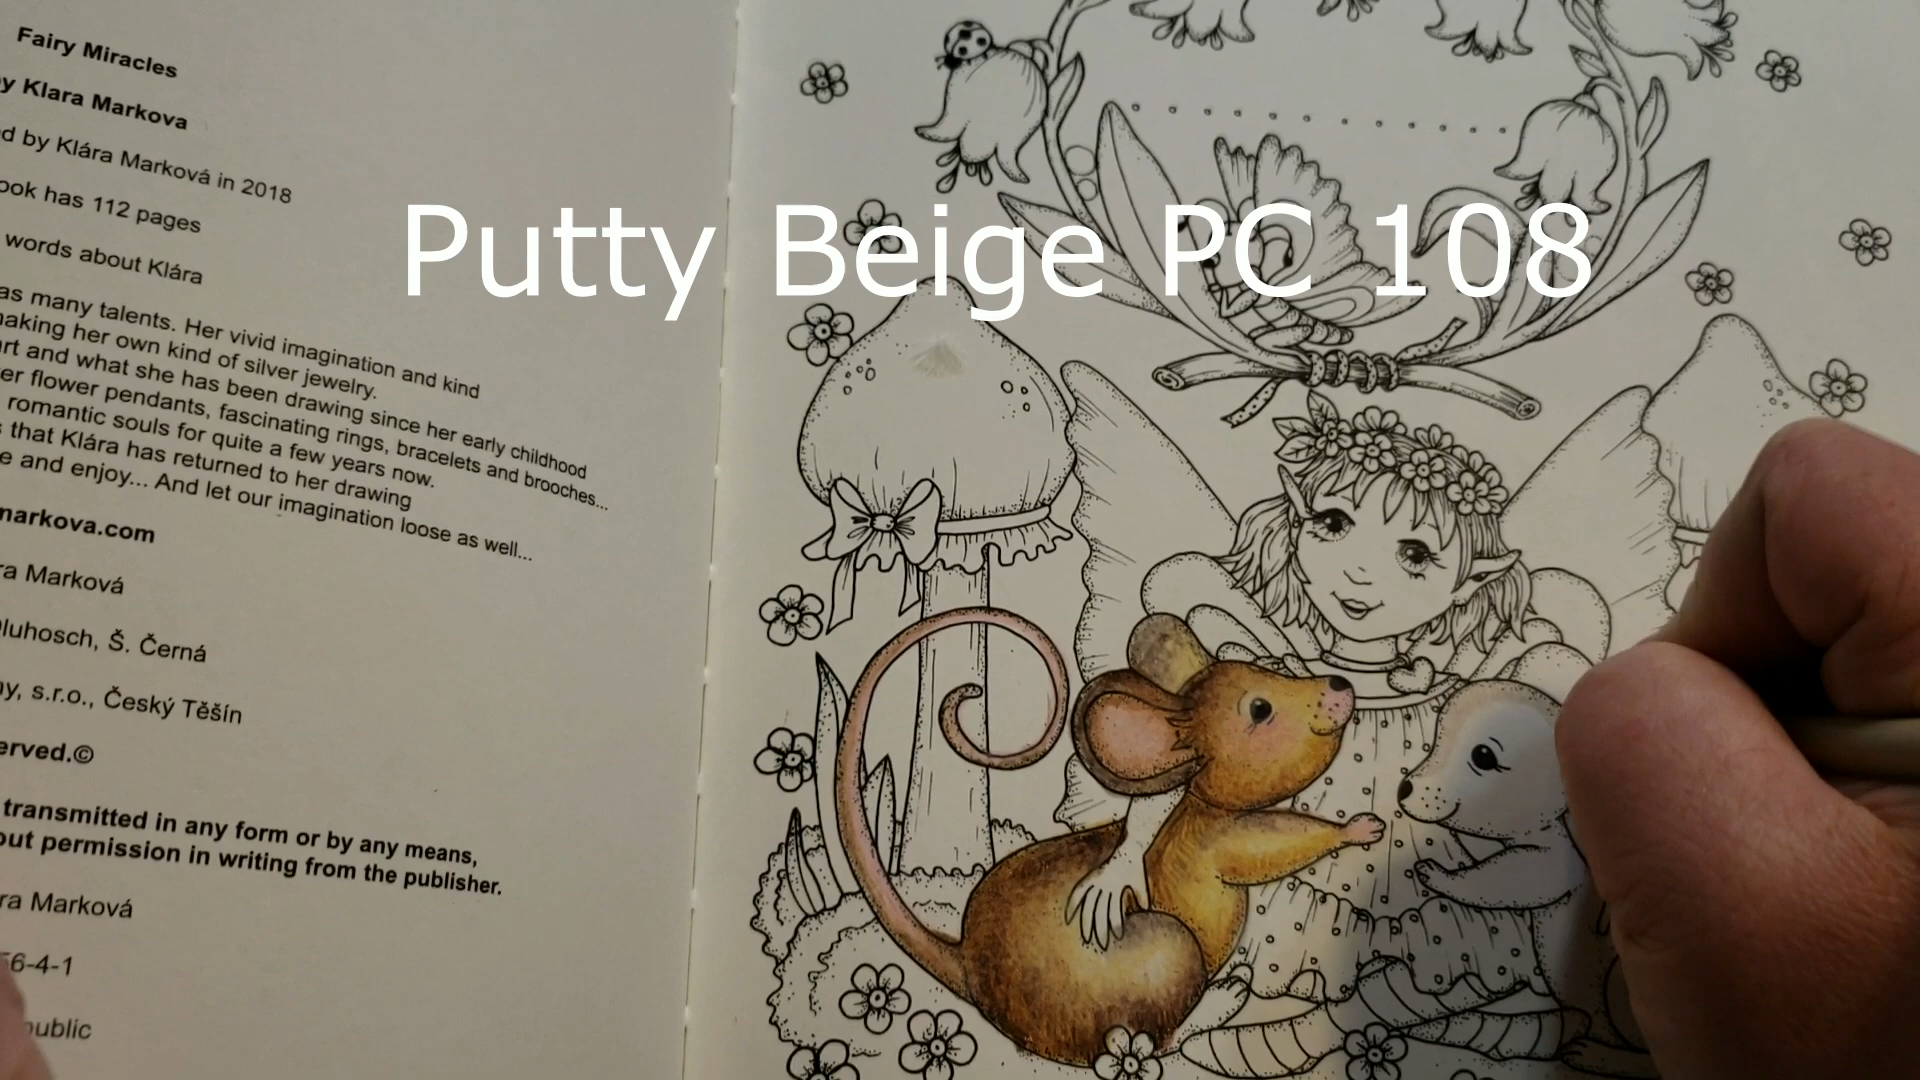 Fairy Miracles
by Klara Markova
d by Klára Marková in 2018
ook has 112 pages
words about Klára
as many talents. Her vivid imagination and kind
making her own kind of silver jewelry.
art and what she has been drawing since her early childhood
er flower pendants, fascinating rings, bracelets and brooches...
romantic souls for quite a few years now.
s that Klára has returned to her drawing
e and enjoy... And let our imagination loose as well...
markova.com
ra Marková
Dluhosch, Š. Černá
ny, s.r.o., Český Těšín
served.©
transmitted in any form or by any means,
out permission in writing from the publisher.
ra Marková
56-4-1
public
Putty Beige PC 108